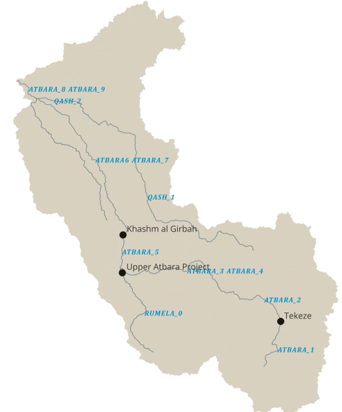 ATBARA_8 ATBARA_9
QASH_2
ATBARA6 ATBARA_7
QASH_1
Khashm al Girbah
ATBARA_5
Upper Atbara Project
ATBARA_3 ATBARA_4
ATBARA_2
RUMELA_0
Tekeze
ATBARA_1